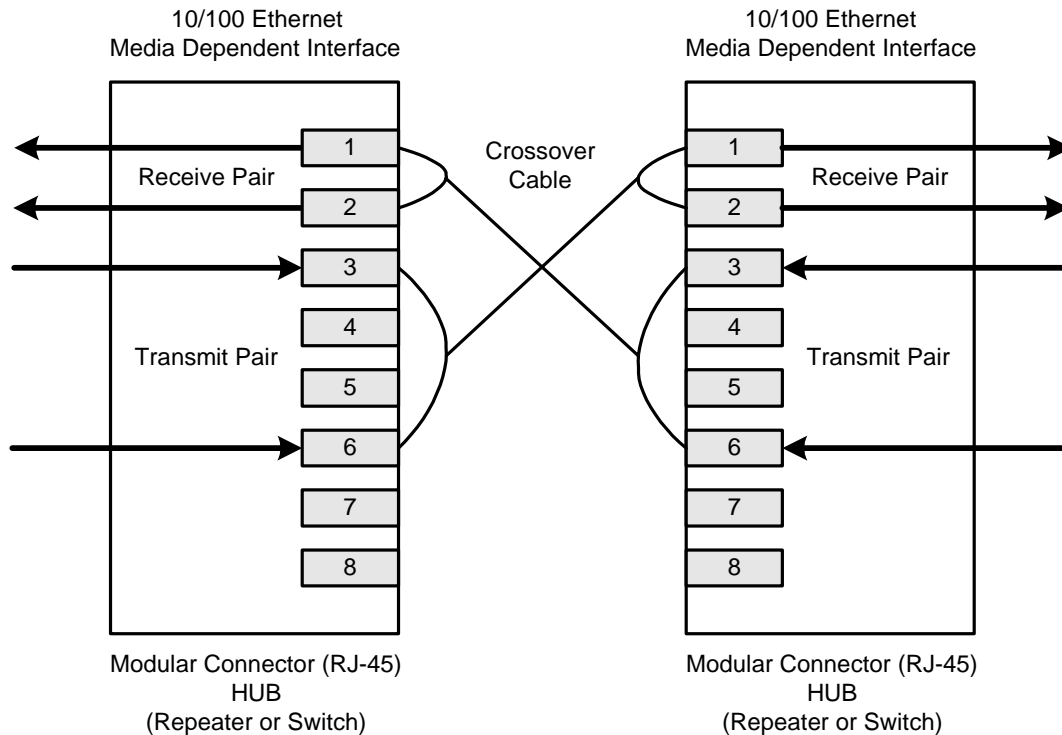 10/100 Ethernet
Media Dependent Interface
10/100 Ethernet
Media Dependent Interface
1
Receive Pair
2
3
4
Transmit Pair
5
6
7
8
Crossover
Cable
1
Receive Pair
2
3
4
Transmit Pair
5
6
7
8
Modular Connector (RJ-45)
HUB
(Repeater or Switch)
Modular Connector (RJ-45)
HUB
(Repeater or Switch)